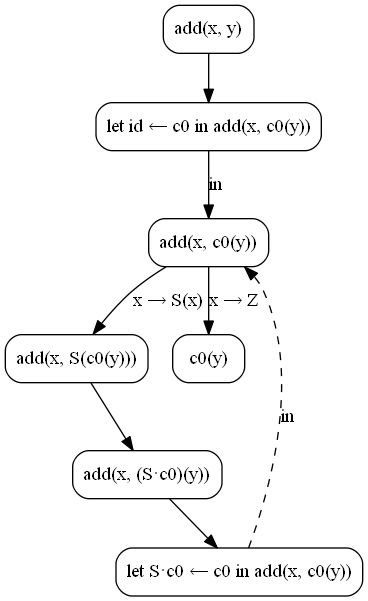 add(x, y)
let id ← c0 in add(x, c0(y))
in
add(x, c0(y))
x → S(x)
x → Z
add(x, S(c0(y)))
c0(y)
in
add(x, (S·c0)(y))
let S·c0 ← c0 in add(x, c0(y))